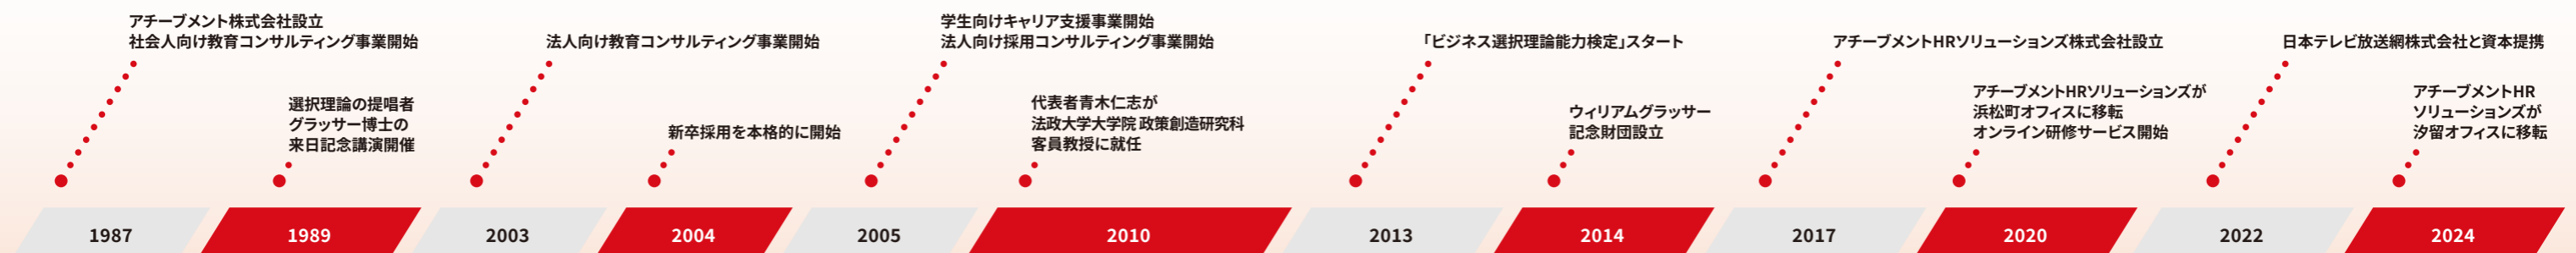 アチーブメント株式会社設立
社会人向け教育コンサルティング事業開始
1987
選択理論の提唱者
グラッサー博士の
来日記念講演開催
1989
法人向け教育コンサルティング事業開始
2003
新卒採用を本格的に開始
2004
学生向けキャリア支援事業開始
法人向け採用コンサルティング事業開始
2005
代表者青木仁志が
法政大学大学院 政策創造研究科
客員教授に就任
2010
「ビジネス選択理論能力検定」スタート
2013
ウィリアムグラッサー
記念財団設立
2014
アチーブメントHRソリューションズ株式会社設立
2017
アチーブメントHRソリューションズが
浜松町オフィスに移転
オンライン研修サービス開始
2020
日本テレビ放送網株式会社と資本提携
2022
アチーブメントHR
ソリューションズが
汐留オフィスに移転
2024